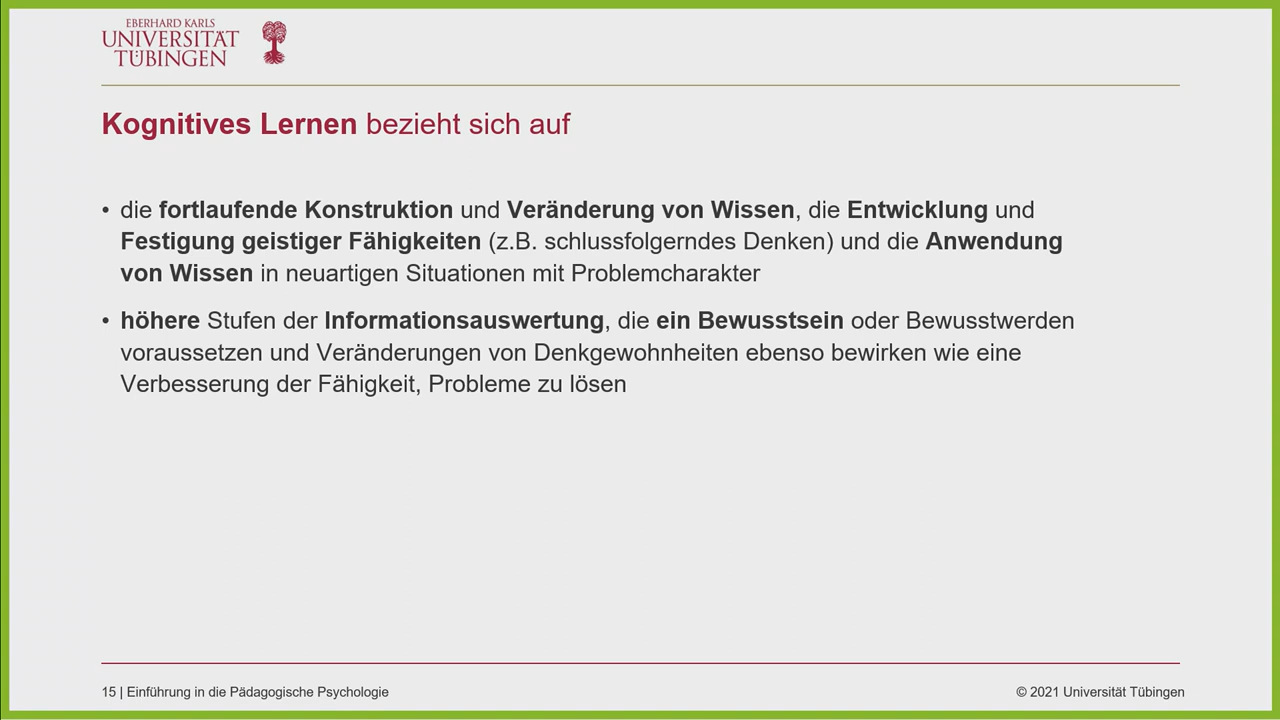 EBERHARD KARLS
UNIVERSITÄT
TÜBINGEN
Kognitives Lernen bezieht sich auf
• die fortlaufende Konstruktion und Veränderung von Wissen, die Entwicklung und
Festigung geistiger Fähigkeiten (z.B. schlussfolgerndes Denken) und die Anwendung
von Wissen in neuartigen Situationen mit Problemcharakter
• höhere Stufen der Informationsauswertung, die ein Bewusstsein oder Bewusstwerden
voraussetzen und Veränderungen von Denkgewohnheiten ebenso bewirken wie eine
Verbesserung der Fähigkeit, Probleme zu lösen
15 | Einführung in die Pädagogische Psychologie
© 2021 Universität Tübingen